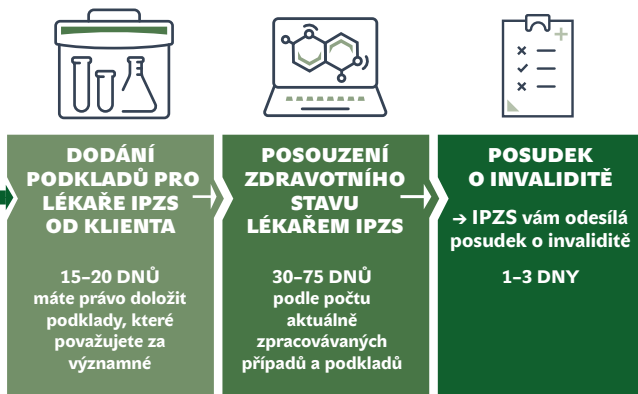 DODÁNÍ
PODKLADŮ PRO
LÉKAŘE IPZS
OD KLIENTA
15–20 DNŮ
máte právo doložit
podklady, které
považujete za
významné
POSOUZENÍ
ZDRAVOTNÍHO
STAVU
LÉKAŘEM IPZS
30–75 DNŮ
podle počtu
aktuálně
zpracovávaných
případů a podkladů
POSUDEK
O INVALIDITĚ
→ IPZS vám odesílá
posudek o invaliditě
1–3 DNY